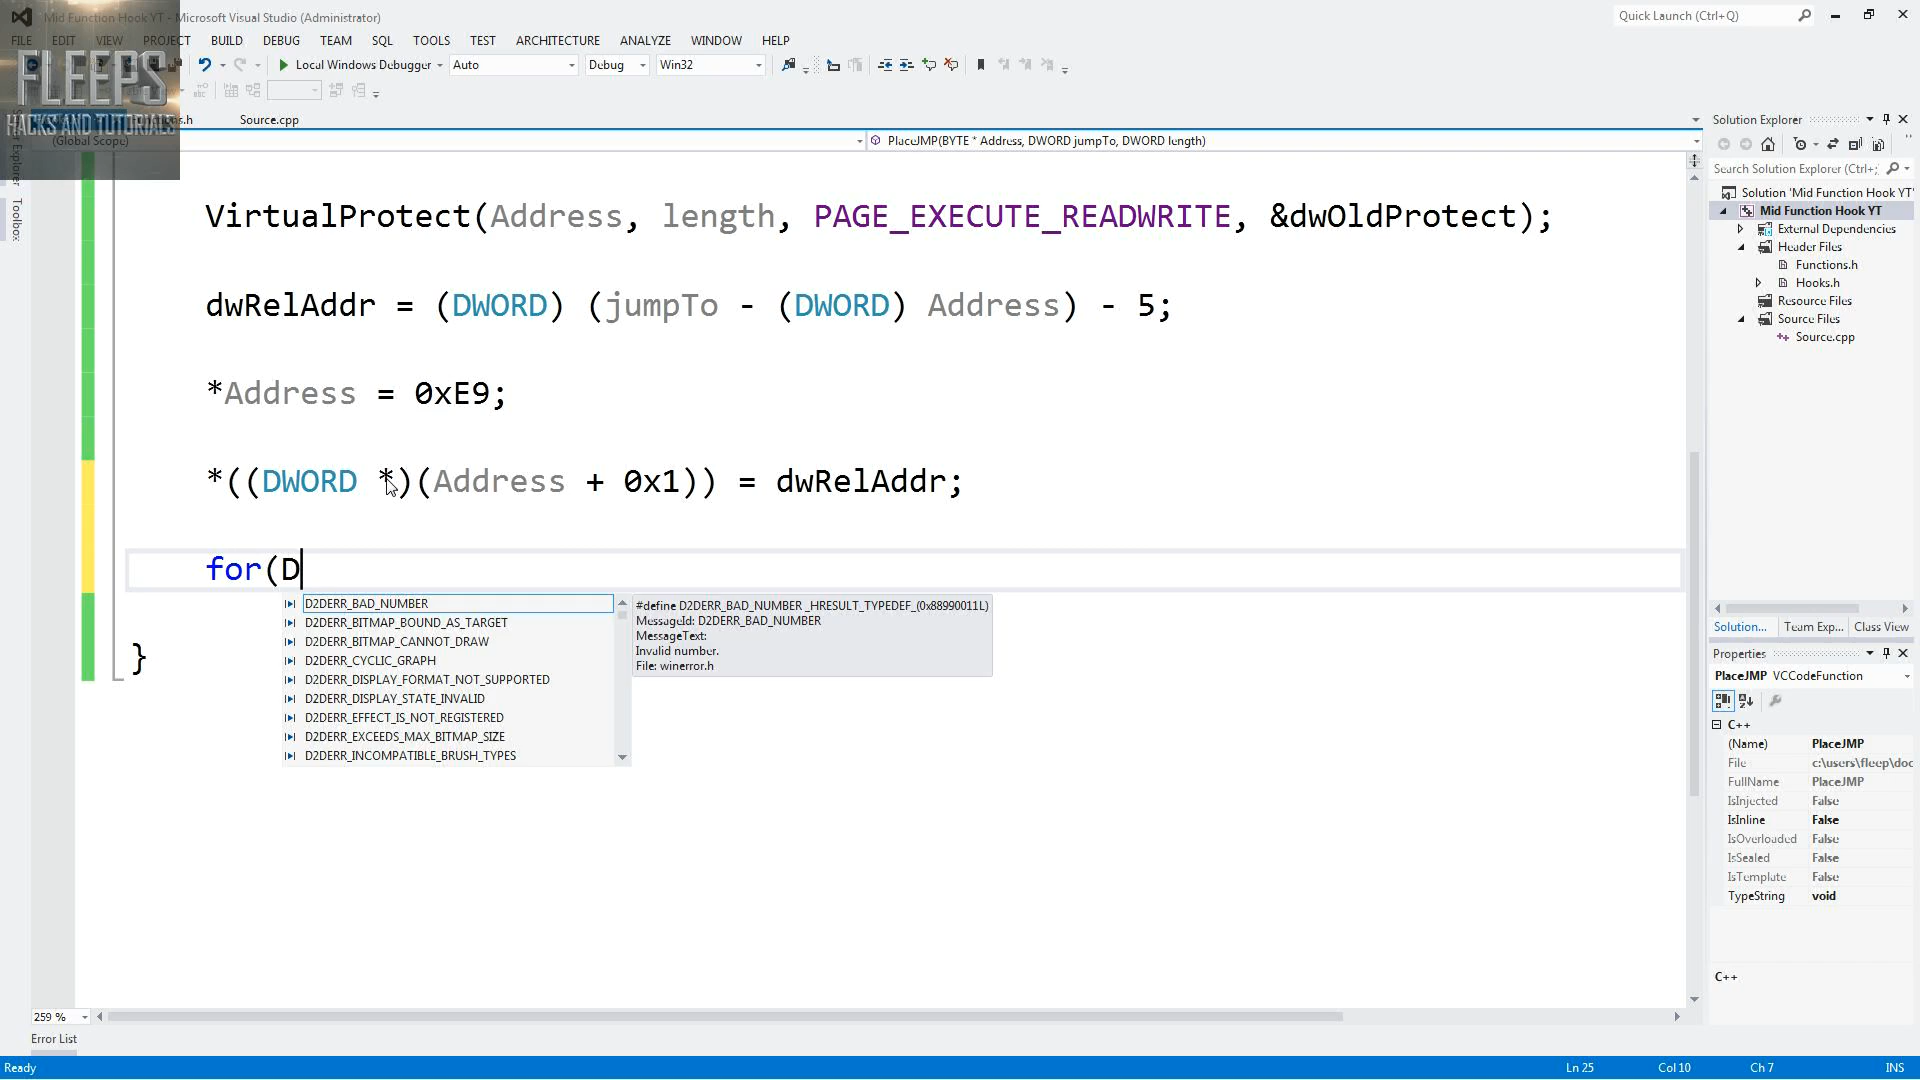 Mid Function Hook YT - Microsoft Visual Studio (Administrator)
Quick Launch (Ctrl+Q)
FILE EDIT VIEW PROJECT BUILD DEBUG TEAM SQL TOOLS TEST ARCHITECTURE ANALYZE WINDOW HELP
Local Windows Debugger Auto Debug Win32
FLEEPS
HACKS AND TUTORIALS
Functions.h Source.cpp
(Global Scope) PlaceJMP(BYTE * Address, DWORD jumpTo, DWORD length)
Toolbox
VirtualProtect(Address, length, PAGE_EXECUTE_READWRITE, &dwOldProtect);
dwRelAddr = (DWORD) (jumpTo - (DWORD) Address) - 5;
*Address = 0xE9;
*((DWORD *)(Address + 0x1)) = dwRelAddr;
for(D
}
D2DERR_BAD_NUMBER
D2DERR_BITMAP_BOUND_AS_TARGET
D2DERR_BITMAP_CANNOT_DRAW
D2DERR_CYCLIC_GRAPH
D2DERR_DISPLAY_FORMAT_NOT_SUPPORTED
D2DERR_DISPLAY_STATE_INVALID
D2DERR_EFFECT_IS_NOT_REGISTERED
D2DERR_EXCEEDS_MAX_BITMAP_SIZE
D2DERR_INCOMPATIBLE_BRUSH_TYPES
#define D2DERR_BAD_NUMBER _HRESULT_TYPEDEF_(0x88990011L)
MessageId: D2DERR_BAD_NUMBER
MessageText:
Invalid number.
File: winerror.h
259 %
Error List
Ready
Ln 25 Col 10 Ch 7 INS
Solution Explorer
Search Solution Explorer (Ctrl+;
Solution 'Mid Function Hook YT'
Mid Function Hook YT
External Dependencies
Header Files
Functions.h
Hooks.h
Resource Files
Source Files
Source.cpp
Solution... Team Exp... Class View
Properties
PlaceJMP VCCodeFunction
C++
(Name) PlaceJMP
File c:\users\fleep\doc
FullName PlaceJMP
IsInjected False
IsInline False
IsOverloaded False
IsSealed False
IsTemplate False
TypeString void
C++